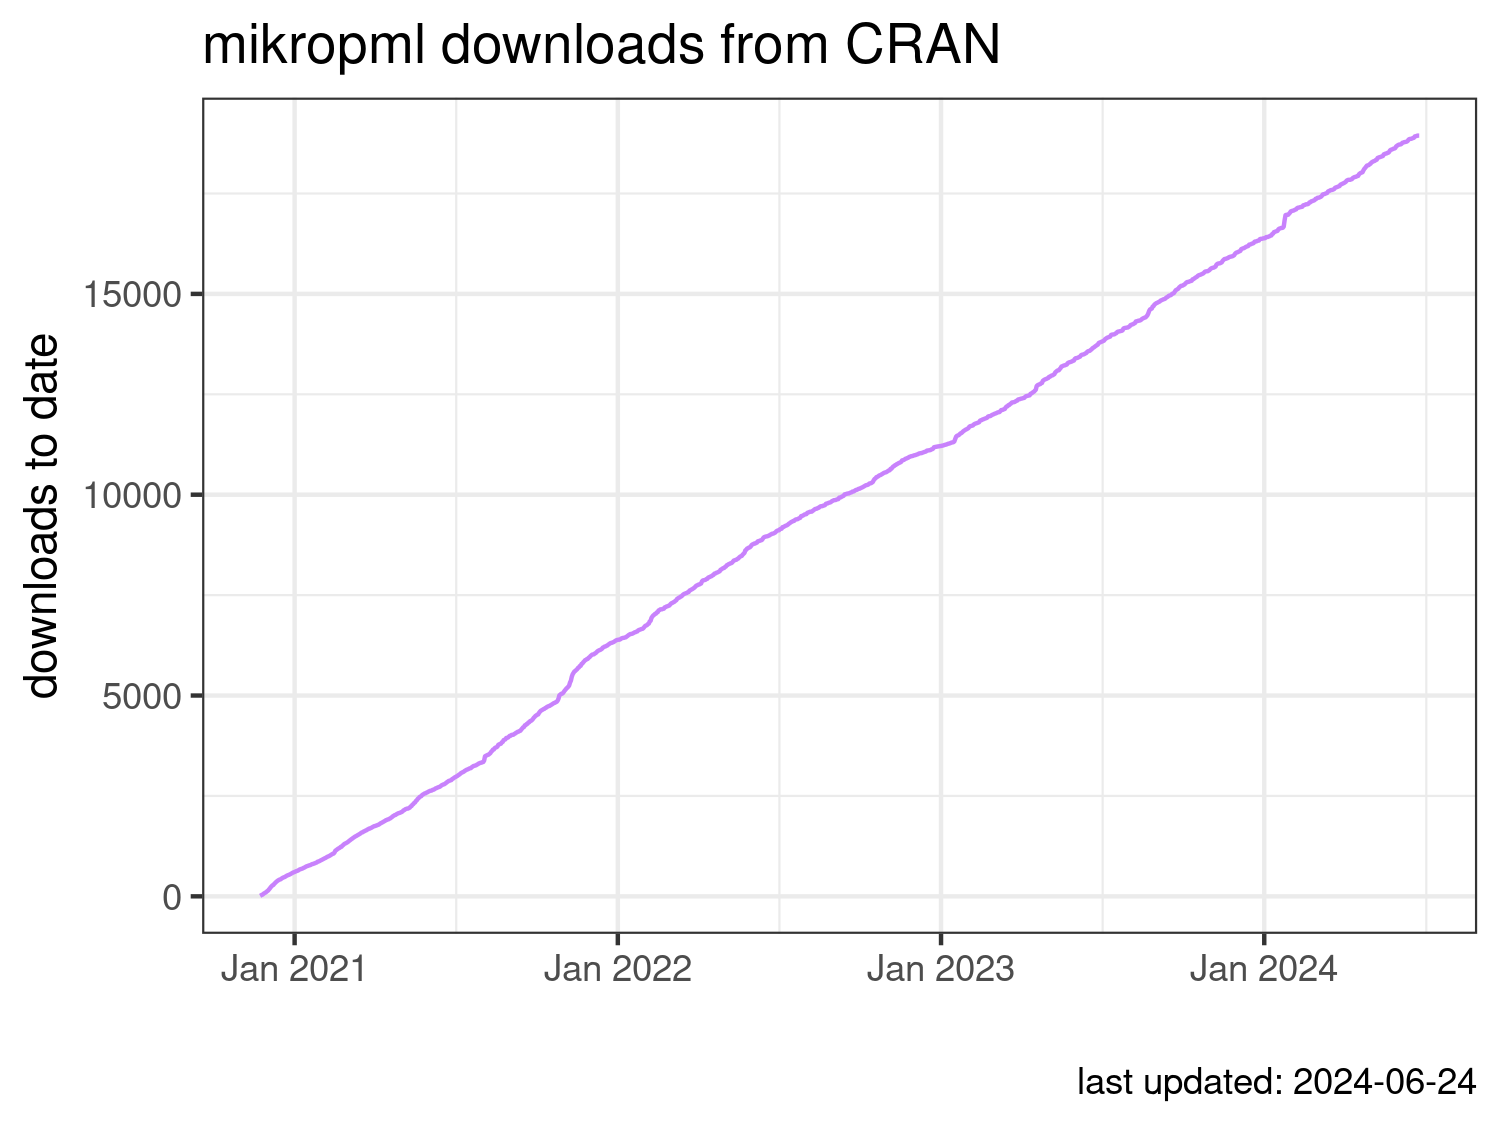 mikropml downloads from CRAN
downloads to date
15000
10000
5000
0
Jan 2021 Jan 2022 Jan 2023 Jan 2024
last updated: 2024-06-24